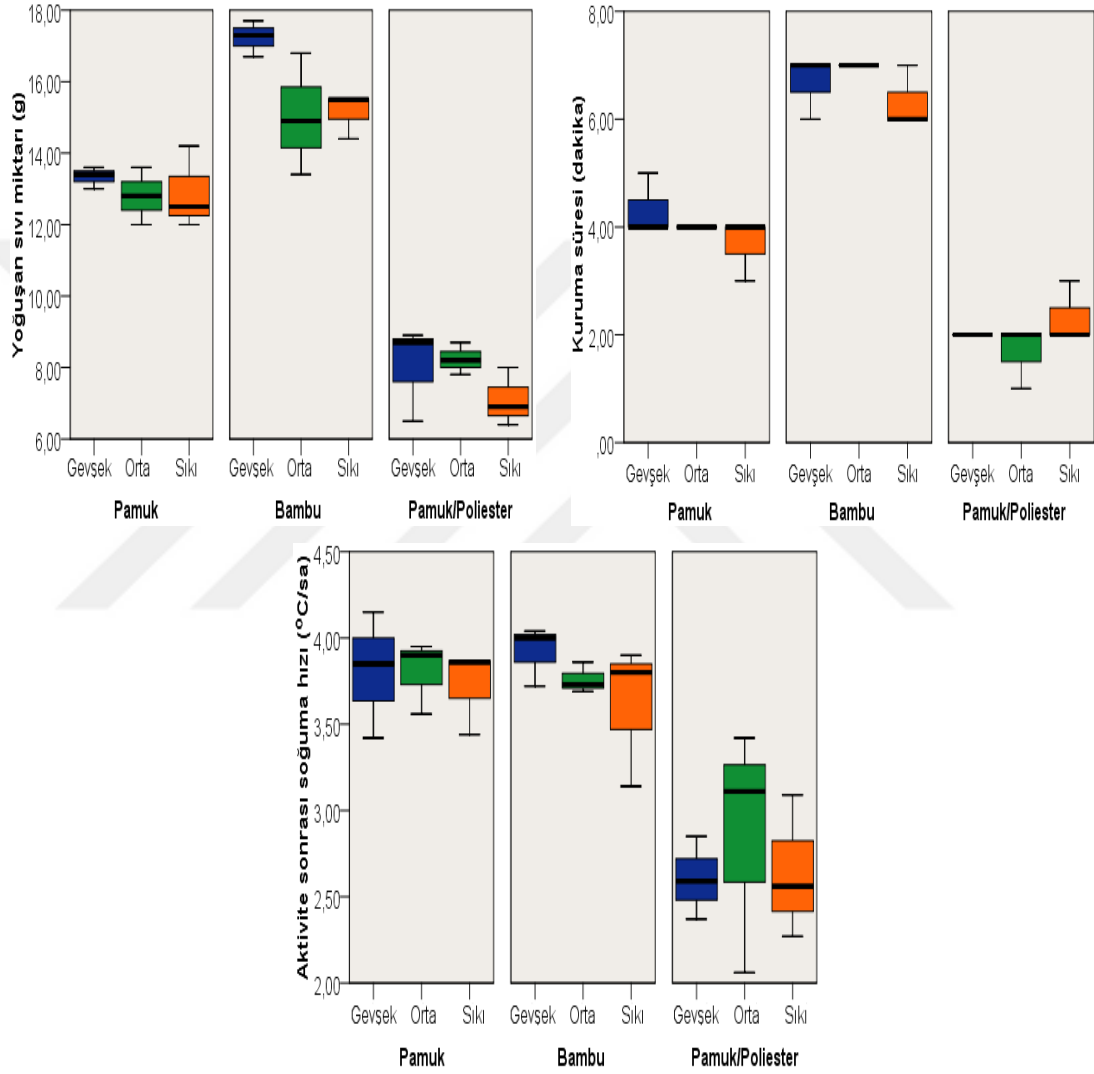 Yoğuşan sıvı miktarı (g)
18,00
16,00
14,00
12,00
10,00
8,00
6,00
Gevşek Orta Sıkı Gevşek Orta Sıkı Gevşek Orta Sıkı
Pamuk Bambu Pamuk/Poliester
Kuruma süresi (dakika)
8,00
6,00
4,00
2,00
,00
Gevşek Orta Sıkı Gevşek Orta Sıkı Gevşek Orta Sıkı
Pamuk Bambu Pamuk/Poliester
Aktivite sonrası soğuma hızı (°C/sa)
4,50
4,00
3,50
3,00
2,50
2,00
Gevşek Orta Sıkı Gevşek Orta Sıkı Gevşek Orta Sıkı
Pamuk Bambu Pamuk/Poliester